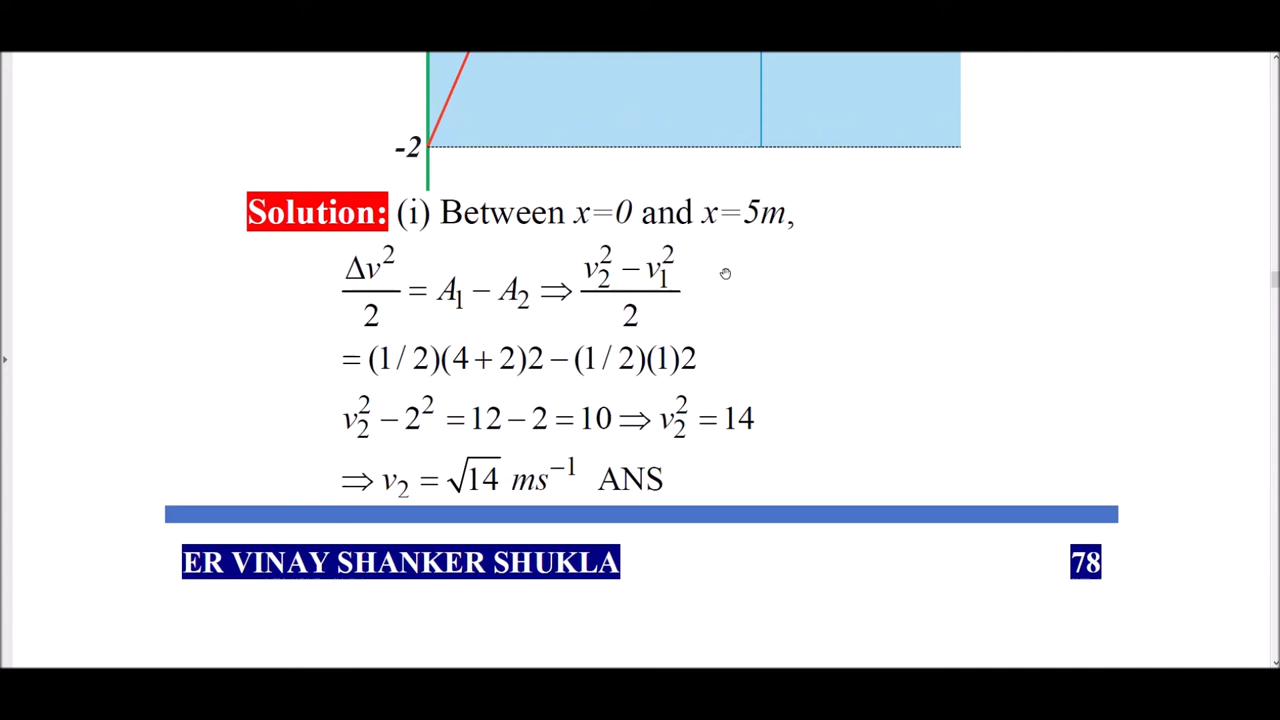 -2
Solution: (i) Between x=0 and x=5m,
Δv²/2 = A₁ − A₂ ⇒ (v₂² − v₁²)/2
= (1/2)(4+2)2 − (1/2)(1)2
v₂² − 2² = 12 − 2 = 10 ⇒ v₂² = 14
⇒ v₂ = √14 ms⁻¹ ANS
ER VINAY SHANKER SHUKLA 78